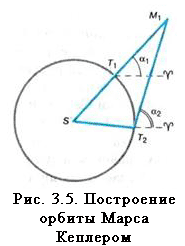 M₁
T₁ α₁ ♈
S α₂
T₂ ♈
Рис. 3.5. Построение
орбиты Марса
Кеплером